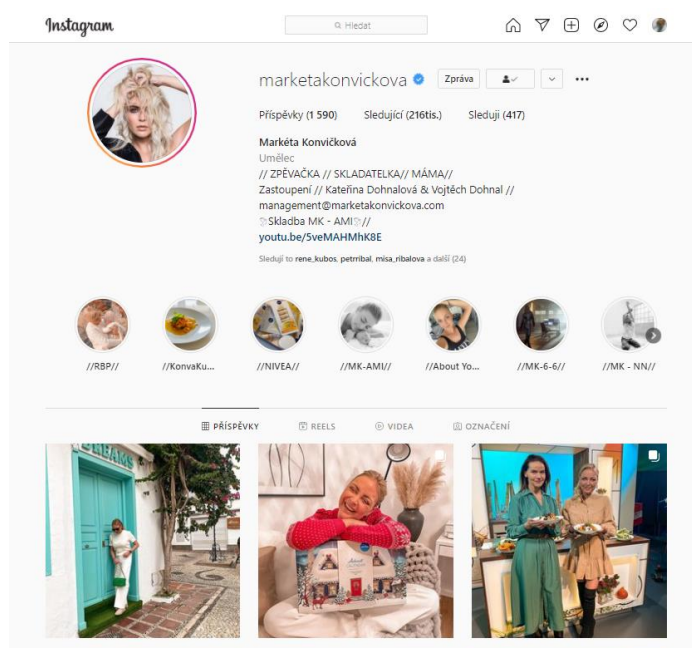 Instagram
Hledat
marketakonvickova Zpráva
Příspěvky (1 590) Sledující (216tis.) Sleduji (417)
Markéta Konvičková
Umělec
// ZPĚVAČKA // SKLADATELKA// MÁMA//
Zastoupení // Kateřina Dohnalová & Vojtěch Dohnal //
management@marketakonvickova.com
Skladba MK - AMI //
youtu.be/5veMAHMhK8E
Sledují to rene_kubos, petrribal, misa_ribalova a další (24)
//RBP// //KonvaKu... //NIVEA// //MK-AMI// //About Yo... //MK-6-6// //MK - NN//
PŘÍSPĚVKY REELS VIDEA OZNAČENÍ
DREAMS